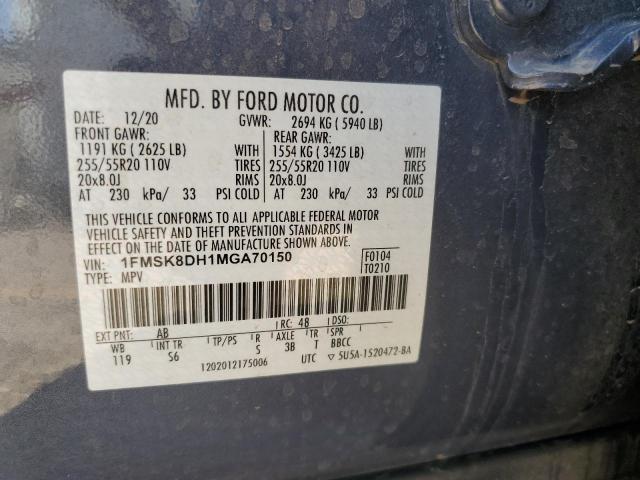 MFD. BY FORD MOTOR CO.
DATE: 12/20 GVWR: 2694 KG ( 5940 LB)
FRONT GAWR: REAR GAWR:
1191 KG ( 2625 LB) WITH 1554 KG ( 3425 LB) WITH
255/55R20 110V TIRES 255/55R20 110V TIRES
20x8.0J RIMS 20x8.0J RIMS
AT 230 kPa/ 33 PSI COLD AT 230 kPa/ 33 PSI COLD
THIS VEHICLE CONFORMS TO ALL APPLICABLE FEDERAL MOTOR
VEHICLE SAFETY AND THEFT PREVENTION STANDARDS IN
EFFECT ON THE DATE OF MANUFACTURE SHOWN ABOVE.
VIN: 1FMSK8DH1MGA70150 F0104
TYPE: MPV T0210
EXT PNT: AB RC: 48 DSO:
WB INT TR TP/PS R AXLE TR SPR
119 S6 S 3B T BBCC
1202012175006 UTC ▽ 5U5A-1520472-BA